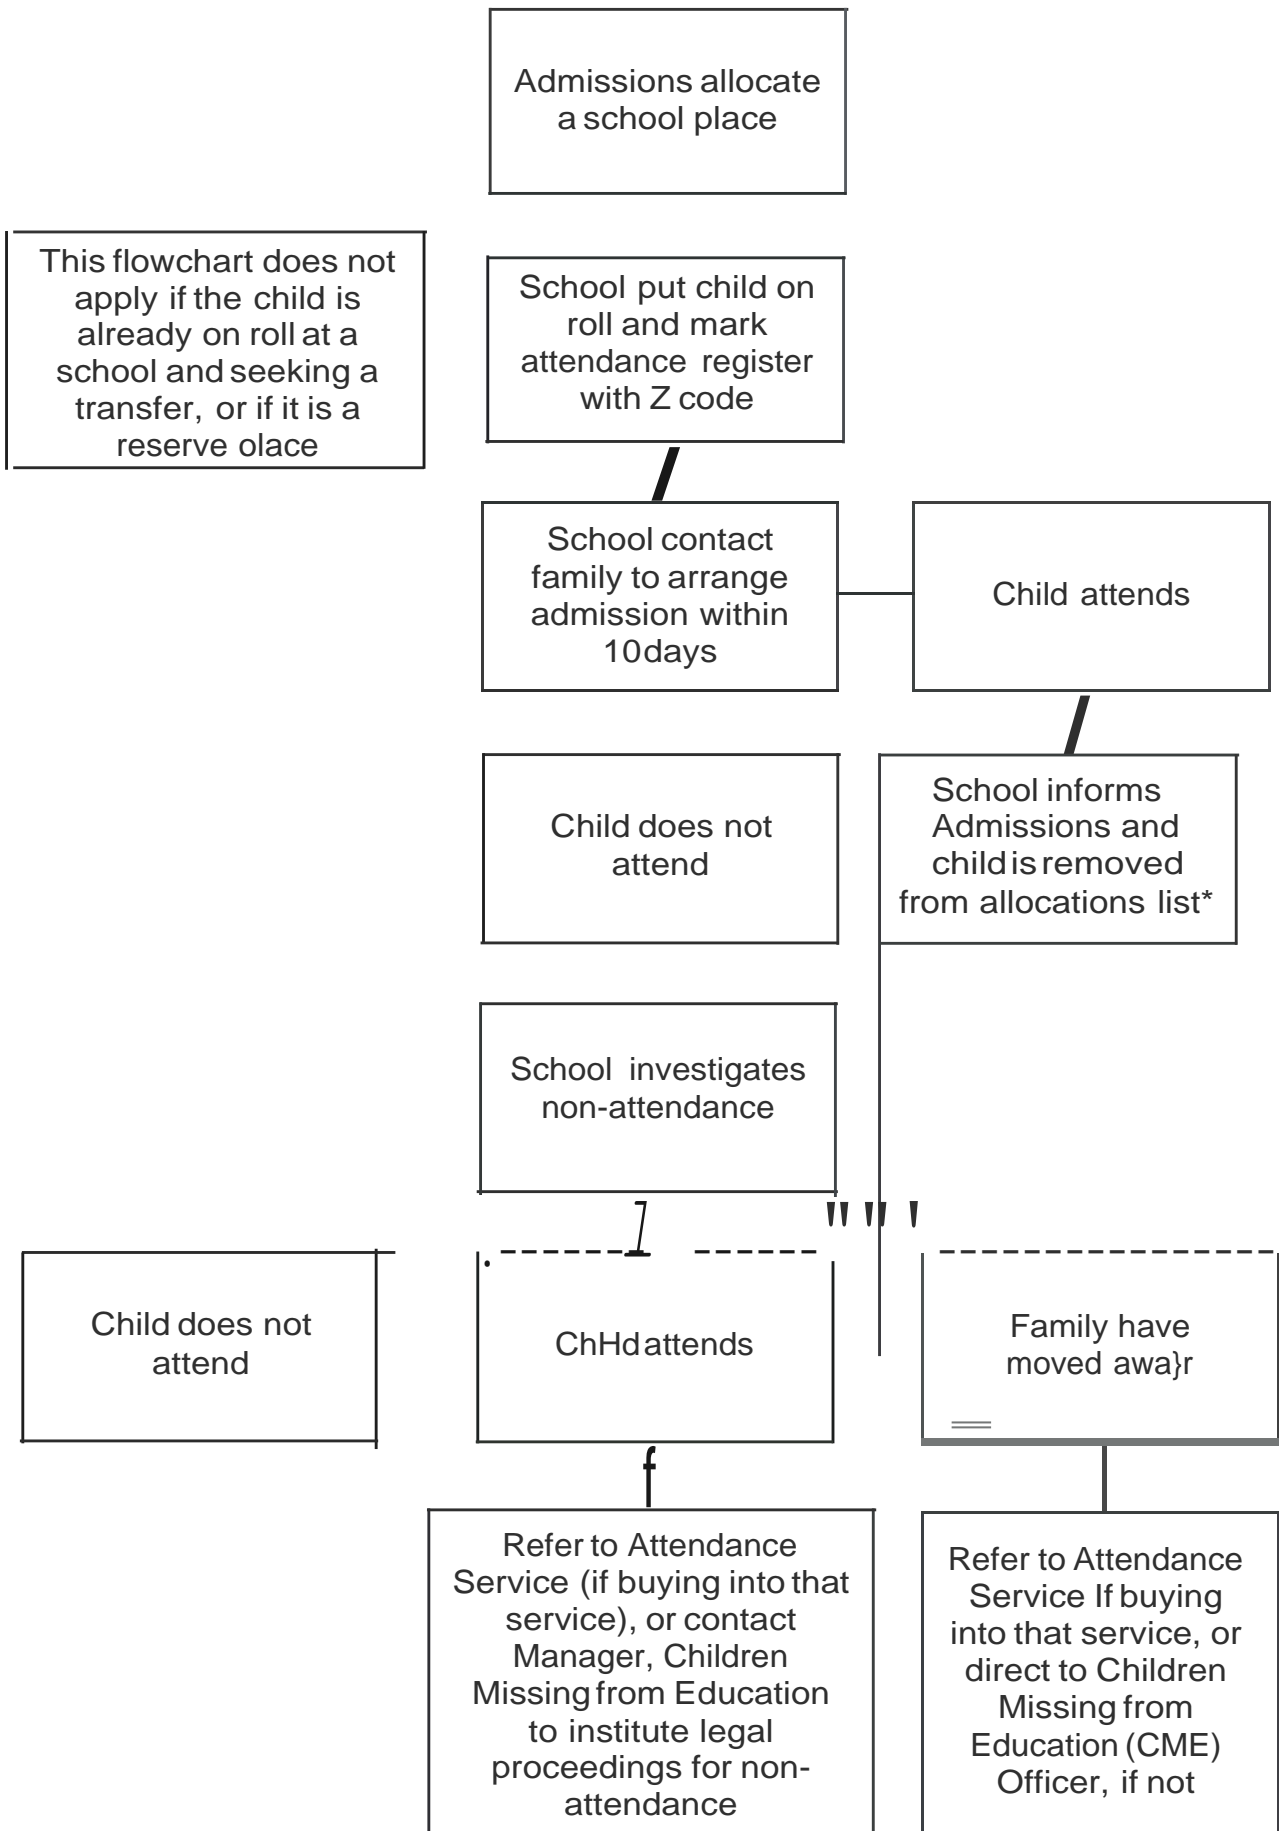 Admissions allocate
a school place
This flowchart does not
apply if the child is
already on roll at a
school and seeking a
transfer, or if it is a
reserve olace
School put child on
roll and mark
attendance register
with Z code
School contact
family to arrange
admission within
10days
Child attends
Child does not
attend
School informs
Admissions and
child is removed
from allocations list*
School investigates
non-attendance
Child does not
attend
ChHd attends
Family have
moved awa}r
Refer to Attendance
Service (if buying into that
service), or contact
Manager, Children
Missing from Education
to institute legal
proceedings for non-
attendance
Refer to Attendance
Service If buying
into that service, or
direct to Children
Missing from
Education (CME)
Officer, if not